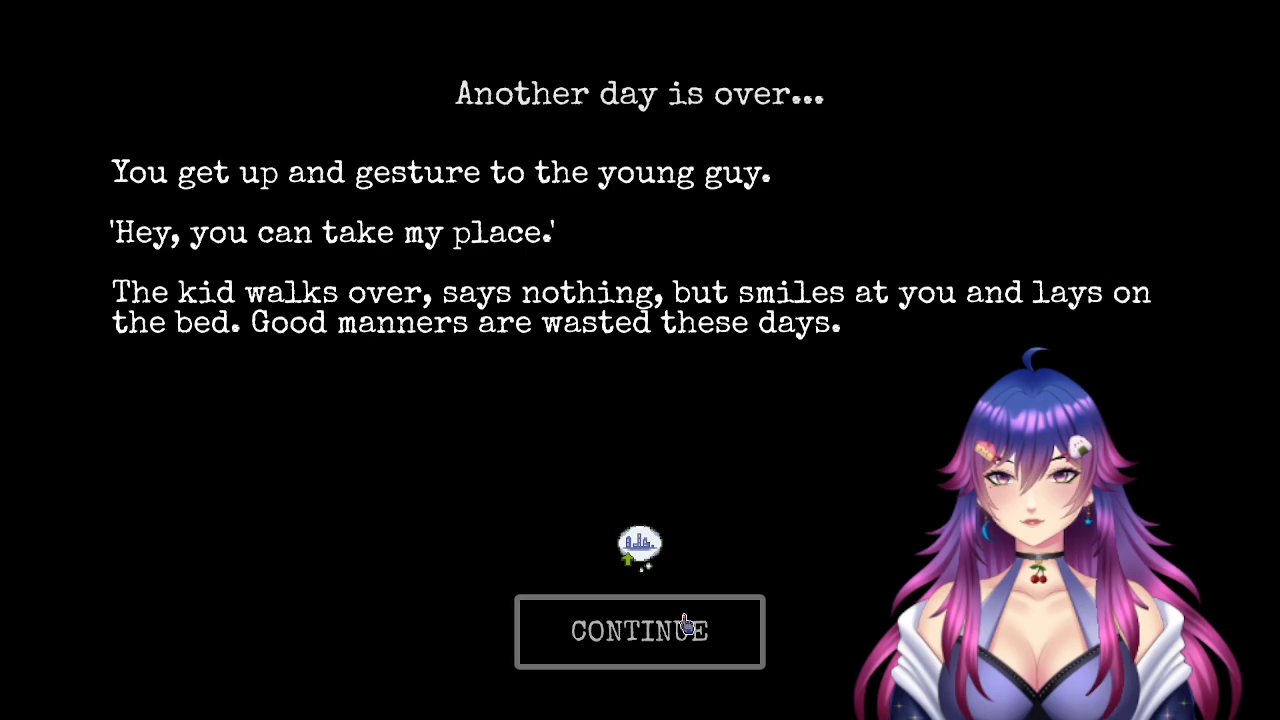 Another day is over...
You get up and gesture to the young guy.
'Hey, you can take my place.'
The kid walks over, says nothing, but smiles at you and lays on
the bed. Good manners are wasted these days.
CONTINUE